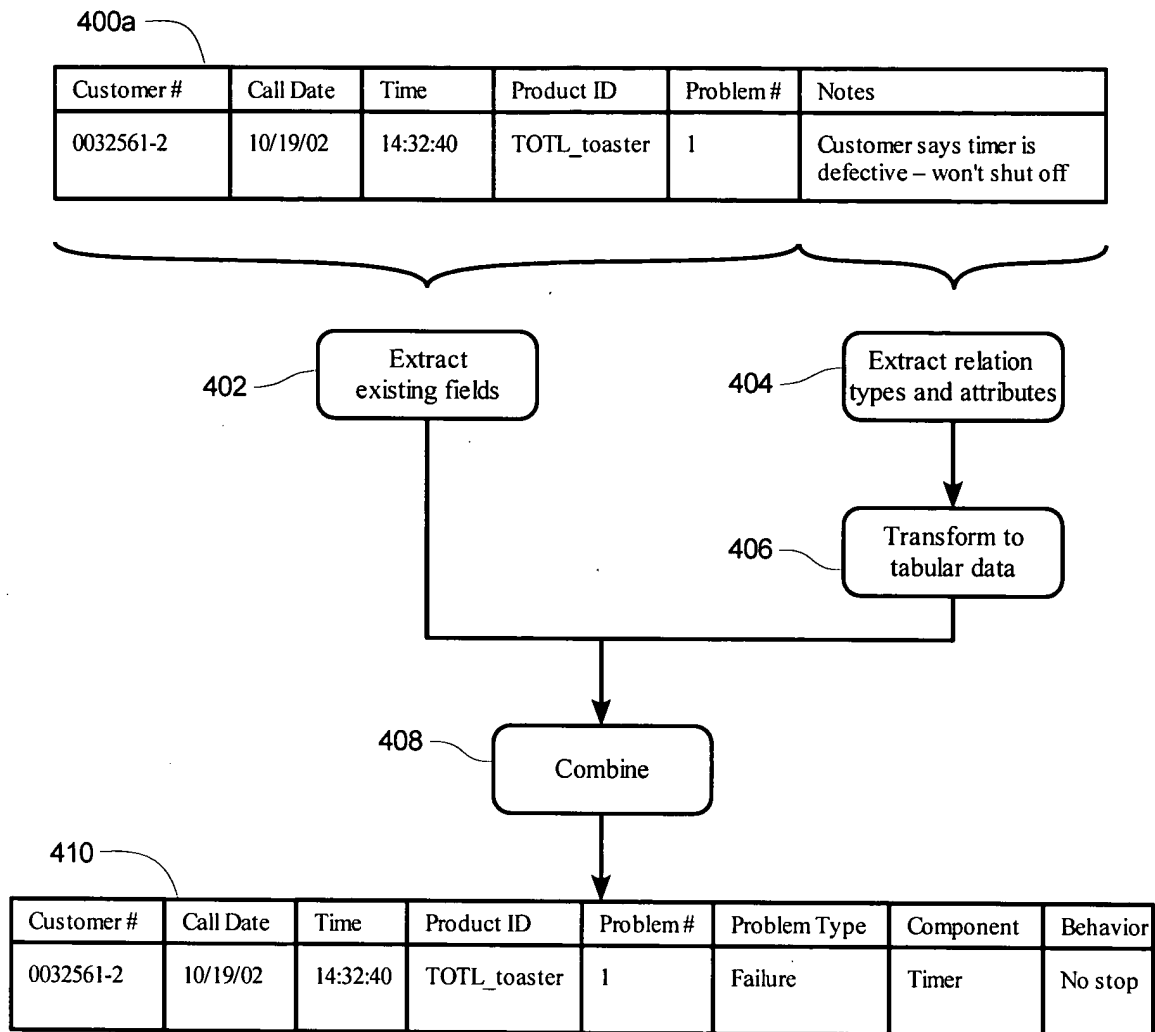 400a
Customer # Call Date Time Product ID Problem # Notes
0032561-2 10/19/02 14:32:40 TOTL_toaster 1 Customer says timer is
defective – won't shut off
402
Extract
existing fields
404
Extract relation
types and attributes
406
Transform to
tabular data
408
Combine
410
Customer # Call Date Time Product ID Problem # Problem Type Component Behavior
0032561-2 10/19/02 14:32:40 TOTL_toaster 1 Failure Timer No stop